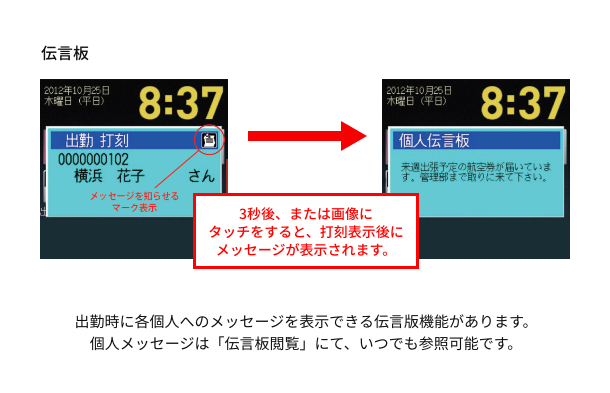 伝言板
2012年10月25日
水曜日（平日）
8:37
出勤 打刻
0000000102
横浜　花子　さん
メッセージを知らせる
マーク表示
2012年10月25日
水曜日（平日）
8:37
個人伝言板
来週出張予定の航空券が届いていま
す。管理部まで取りに来て下さい。
3秒後、または画像に
タッチをすると、打刻表示後に
メッセージが表示されます。
出勤時に各個人へのメッセージを表示できる伝言版機能があります。
個人メッセージは「伝言板閲覧」にて、いつでも参照可能です。